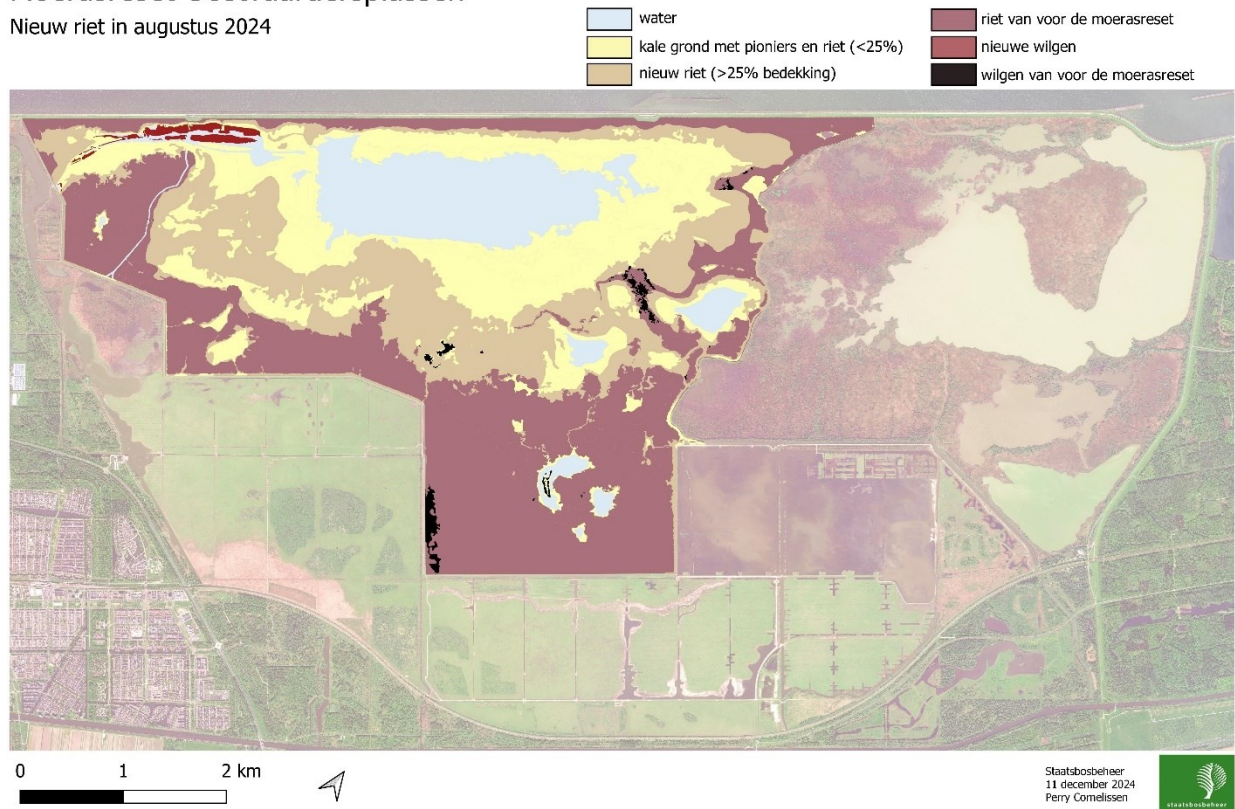 Nieuw riet in augustus 2024
water
kale grond met pioniers en riet (<25%)
nieuw riet (>25% bedekking)
riet van voor de moerasreset
nieuwe wilgen
wilgen van voor de moerasreset
0 1 2 km
Staatsbosbeheer
11 december 2024
Perry Cornelissen
staatsbosbeheer